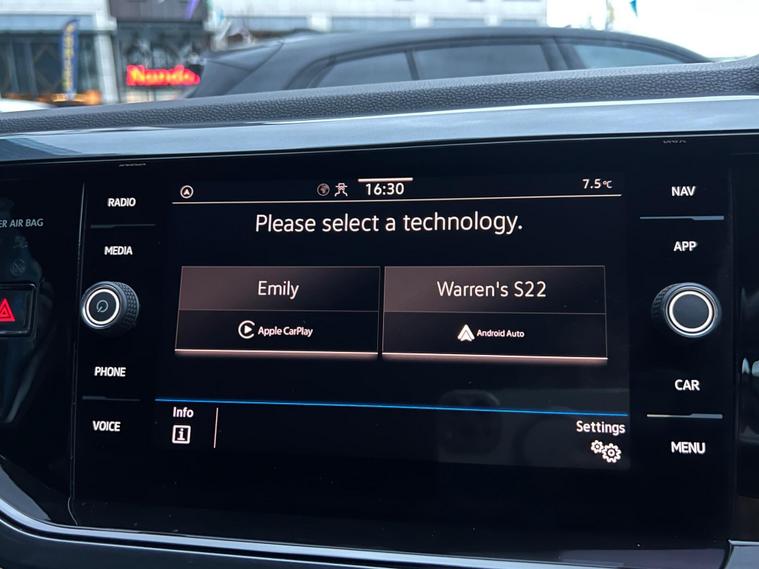 Nando
ER AIR BAG
RADIO
MEDIA
PHONE
VOICE
16:30
7.5°C
Please select a technology.
Emily
Apple CarPlay
Warren's S22
Android Auto
Info
i
Settings
NAV
APP
CAR
MENU